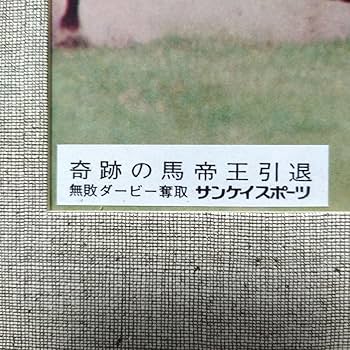 奇跡の馬帝王引退
無敗ダービー奪取 サンケイスポーツ